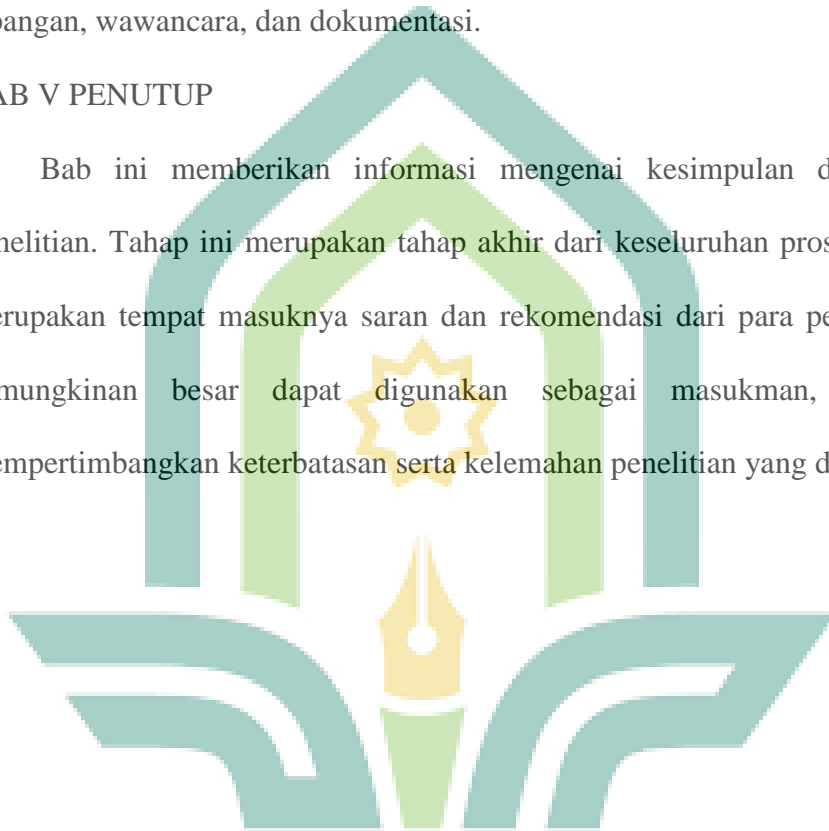 pangan, wawancara, dan dokumentasi.
AB V PENUTUP
Bab ini memberikan informasi mengenai kesimpulan d
nelitian. Tahap ini merupakan tahap akhir dari keseluruhan pros
erupakan tempat masuknya saran dan rekomendasi dari para pe
mungkinan besar dapat digunakan sebagai masukman,
empertimbangkan keterbatasan serta kelemahan penelitian yang d